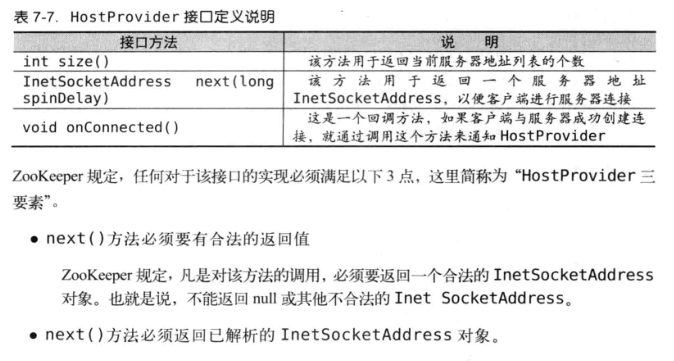 表 7-7. HostProvider 接口定义说明
接口方法 说 明
int size() 该方法用于返回当前服务器地址列表的个数
InetSocketAddress next(long 该方法用于返回一个服务器地址
spinDelay) InetSocketAddress，以便客户端进行服务器连接
void onConnected() 这是一个回调方法，如果客户端与服务器成功创建连
接，就通过调用这个方法来通知 HostProvider
ZooKeeper 规定，任何对于该接口的实现必须满足以下 3 点，这里简称为“HostProvider 三
要素”。
● next()方法必须要有合法的返回值
ZooKeeper 规定，凡是对该方法的调用，必须要返回一个合法的 InetSocketAddress
对象。也就是说，不能返回 null 或其他不合法的 Inet SocketAddress。
● next()方法必须返回已解析的 InetSocketAddress 对象。